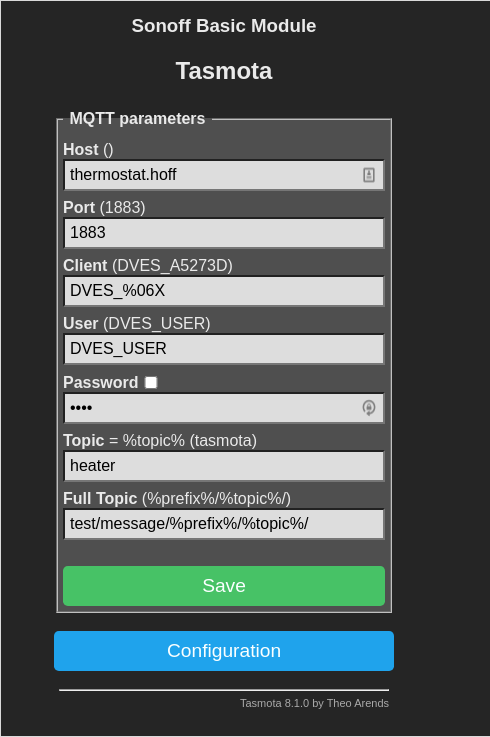 Sonoff Basic Module
Tasmota
MQTT parameters
Host ()
thermostat.hoff
Port (1883)
1883
Client (DVES_A5273D)
DVES_%06X
User (DVES_USER)
DVES_USER
Password
••••
Topic = %topic% (tasmota)
heater
Full Topic (%prefix%/%topic%/)
test/message/%prefix%/%topic%/
Save
Configuration
Tasmota 8.1.0 by Theo Arends